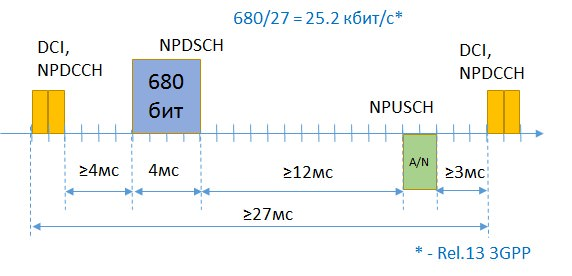 680/27 = 25.2 кбит/с*
DCI,
NPDCCH
NPDSCH
DCI,
NPDCCH
680
бит
NPUSCH
A/N
≥4мс
4мс
≥12мс
≥3мс
≥27мс
* - Rel.13 3GPP